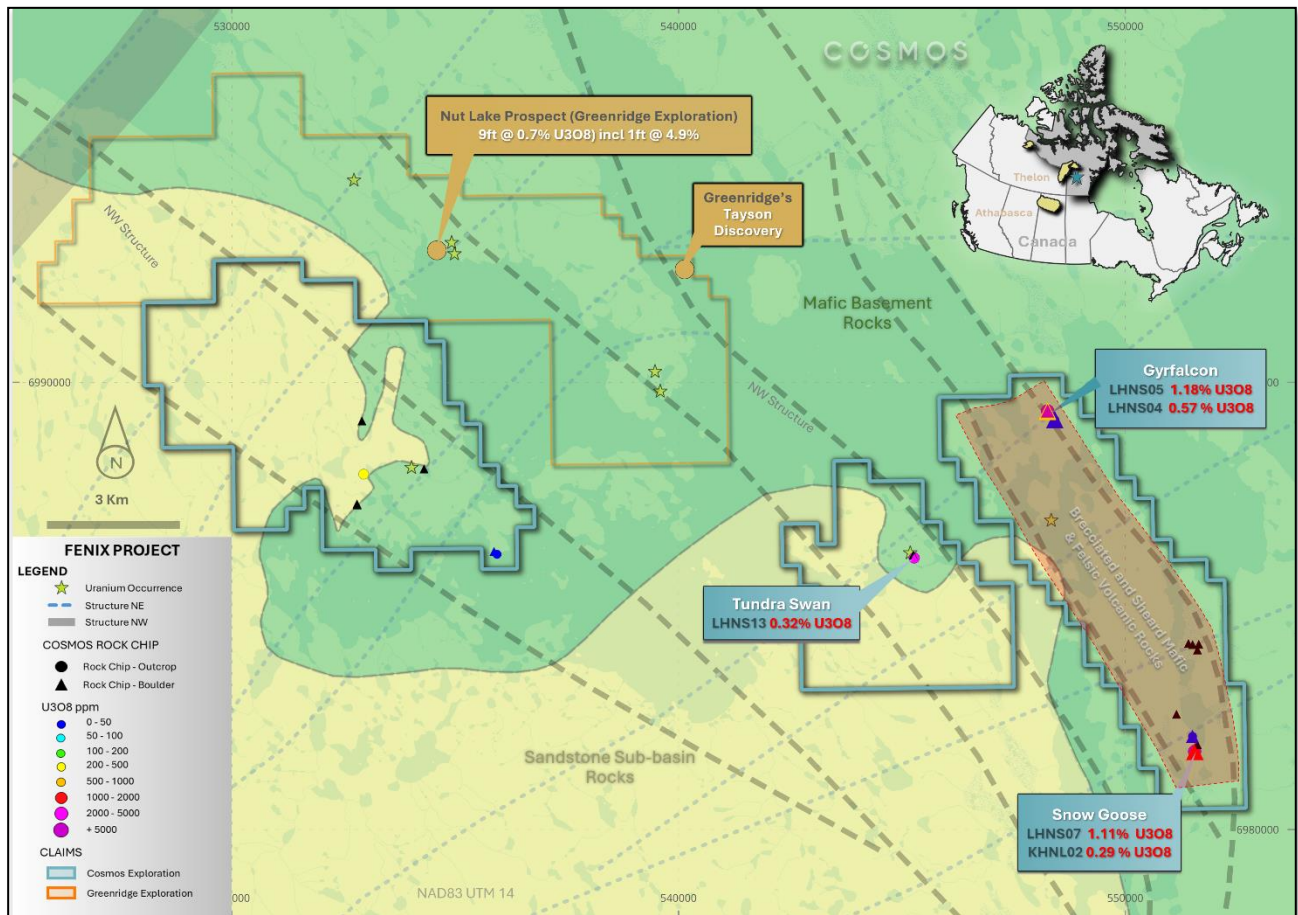 530000
540000
550000
COSMOS
Nut Lake Prospect (Greenridge Exploration)
9ft @ 0.7% U3O8) incl 1ft @ 4.9%
Thelon
Athabasca
Canada
Greenridge's
Tayson
Discovery
NW Structure
Mafic Basement
Rocks
6990000
Gyrfalcon
LHNS05 1.18% U3O8
LHNS04 0.57 % U3O8
NW Structure
N
3 Km
Brecciated and Sheard Mafic
& Falsic Volcanic Rocks
Tundra Swan
LHNS13 0.32% U3O8
Sandstone Sub-basin
Rocks
Snow Goose
LHNS07 1.11% U3O8
KHNL02 0.29 % U3O8
6980000
FENIX PROJECT
LEGEND
Uranium Occurrence
Structure NE
Structure NW
COSMOS ROCK CHIP
Rock Chip - Outcrop
Rock Chip - Boulder
U3O8 ppm
0 - 50
50 - 100
100 - 200
200 - 500
500 - 1000
1000 - 2000
2000 - 5000
+ 5000
CLAIMS
Cosmos Exploration
Greenridge Exploration
NAD83 UTM 14
540000
550000